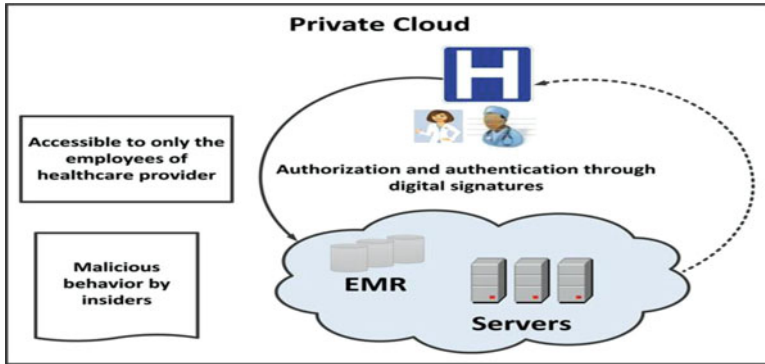 Private Cloud
H
Accessible to only the
employees of
healthcare provider
Authorization and authentication through
digital signatures
Malicious
behavior by
insiders
EMR
Servers